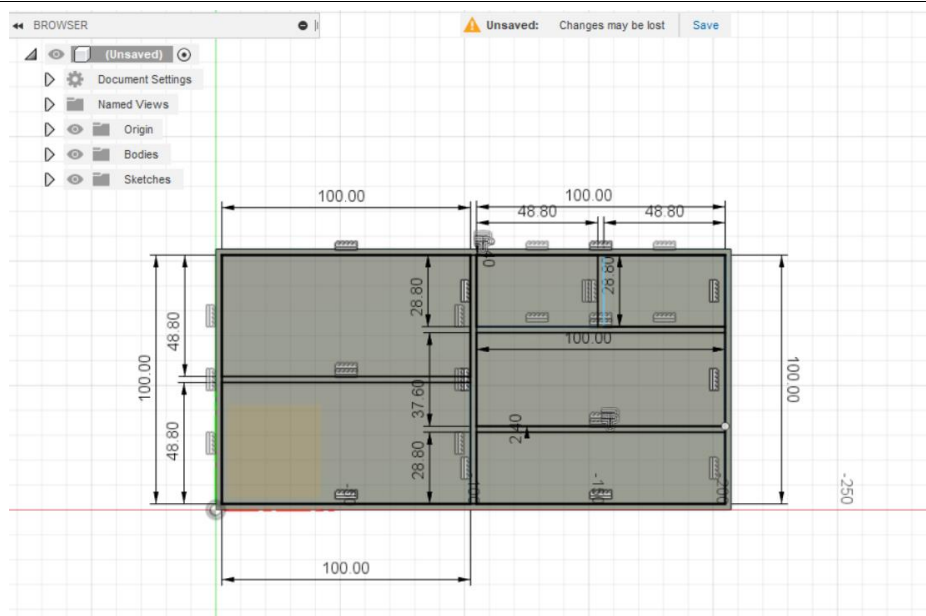 BROWSER
Unsaved: Changes may be lost Save
(Unsaved)
Document Settings
Named Views
Origin
Bodies
Sketches
100.00
100.00
48.80
48.80
28.80
28.80
48.80
100.00
100.00
37.60
100.00
2.40
48.80
28.80
-150
-200
-250
100.00